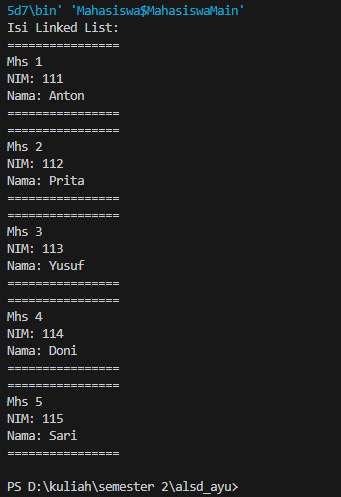 5d7\bin' 'Mahasiswa$MahasiswaMain'
Isi Linked List:
================
Mhs 1
NIM: 111
Nama: Anton
================
================
Mhs 2
NIM: 112
Nama: Prita
================
================
Mhs 3
NIM: 113
Nama: Yusuf
================
================
Mhs 4
NIM: 114
Nama: Doni
================
================
Mhs 5
NIM: 115
Nama: Sari
================
PS D:\kuliah\semester 2\alsd_ayu>